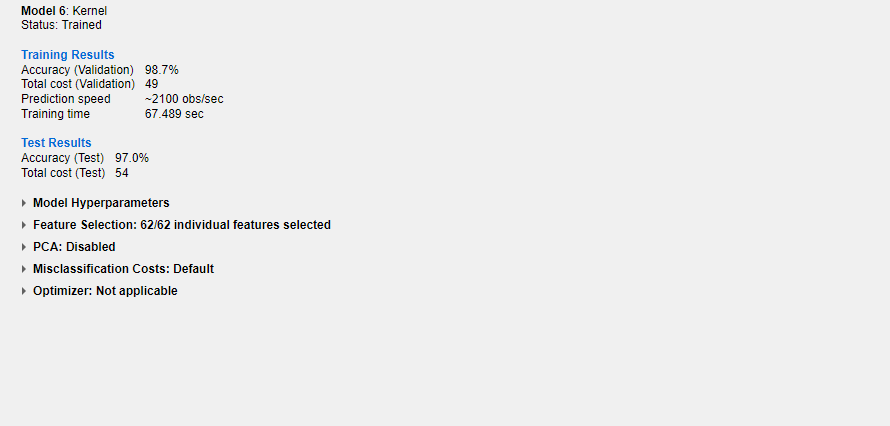 Model 6: Kernel
Status: Trained
Training Results
Accuracy (Validation) 98.7%
Total cost (Validation) 49
Prediction speed ~2100 obs/sec
Training time 67.489 sec
Test Results
Accuracy (Test) 97.0%
Total cost (Test) 54
Model Hyperparameters
Feature Selection: 62/62 individual features selected
PCA: Disabled
Misclassification Costs: Default
Optimizer: Not applicable